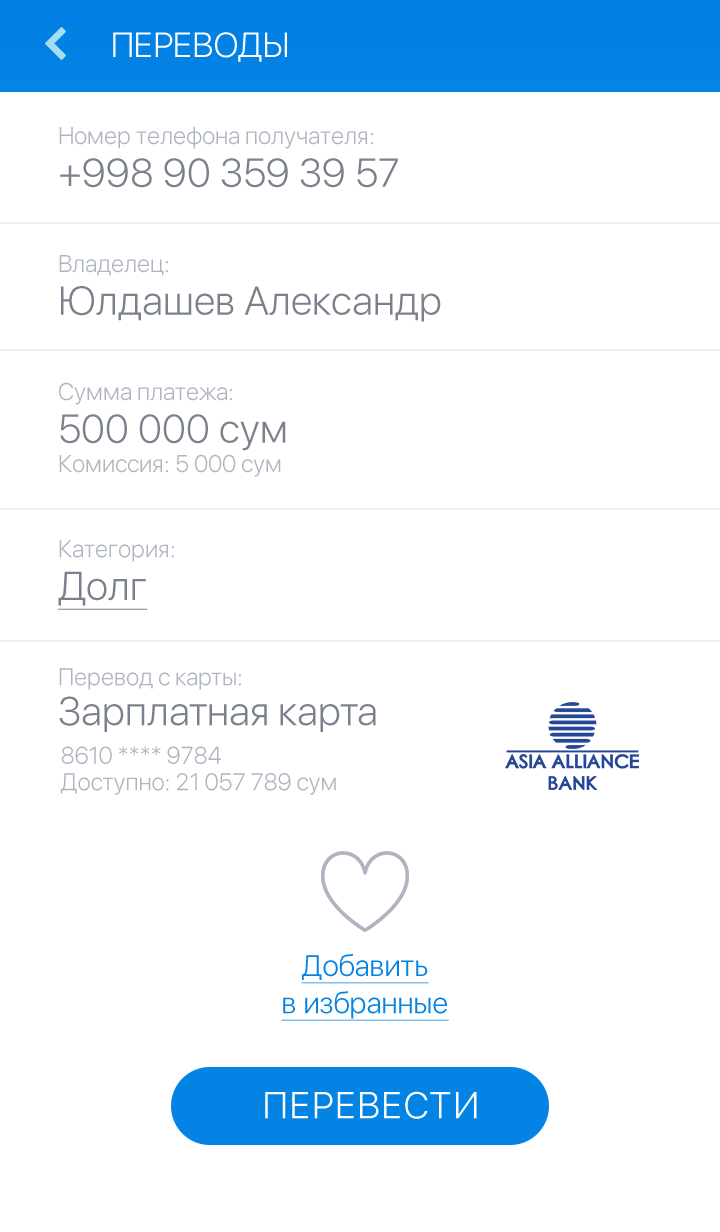 ПЕРЕВОДЫ
Номер телефона получателя:
+998 90 359 39 57
Владелец:
Юлдашев Александр
Сумма платежа:
500 000 сум
Комиссия: 5 000 сум
Категория:
Долг
Перевод с карты:
Зарплатная карта
8610 **** 9784
Доступно: 21 057 789 сум
ASIA ALLIANCE
BANK
Добавить
в избранные
ПЕРЕВЕСТИ